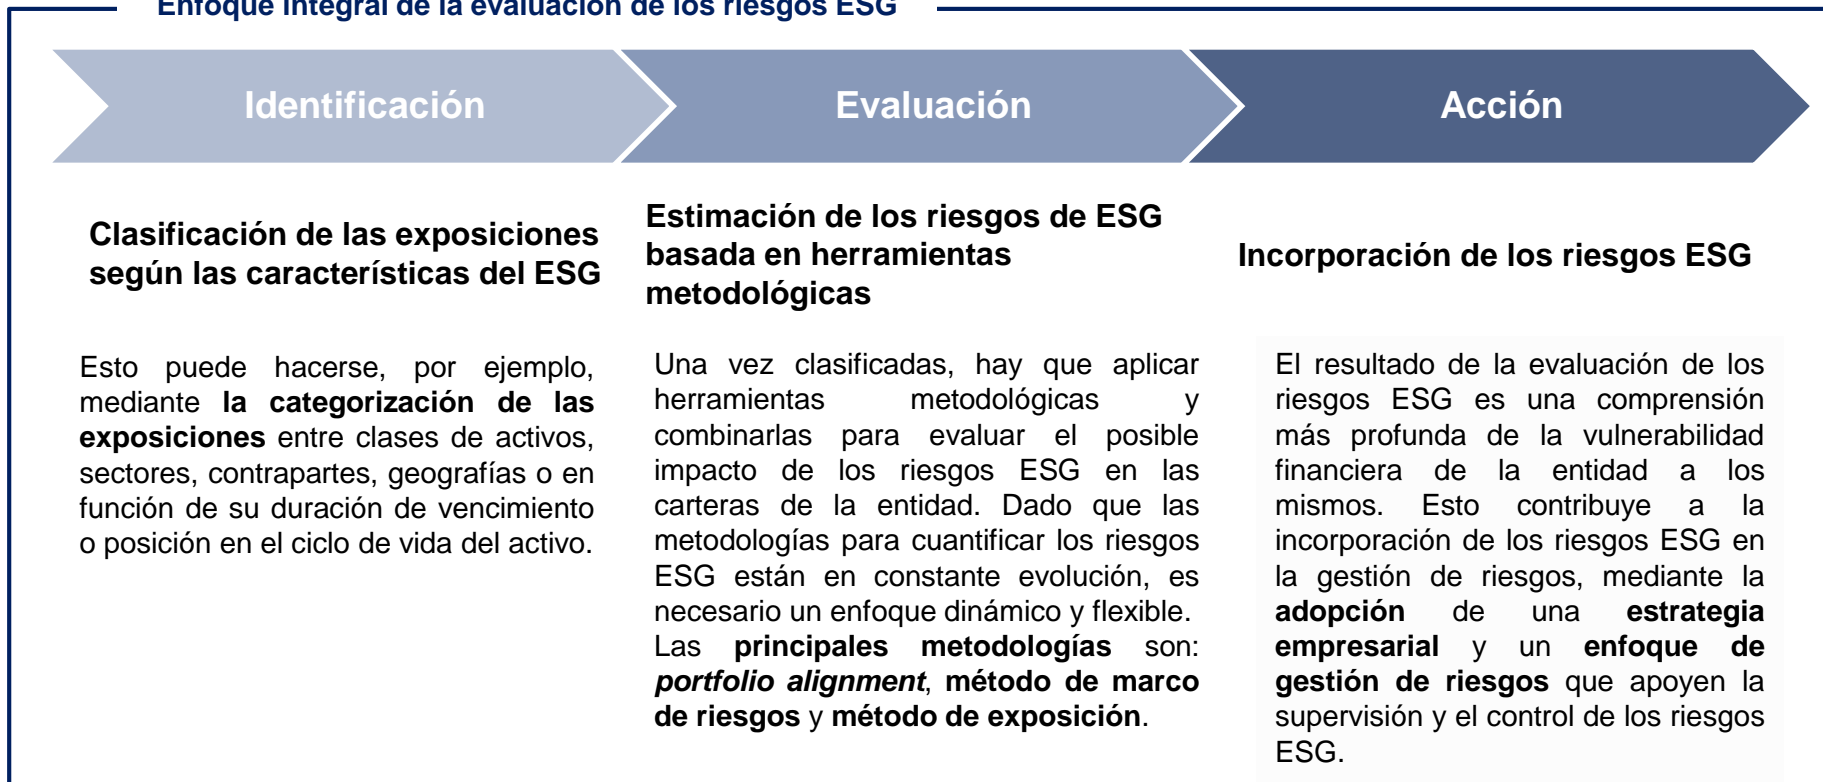 Enfoque integral de la evaluación de los riesgos ESG
Identificación
Evaluación
Acción
Clasificación de las exposiciones
según las características del ESG
Esto puede hacerse, por ejemplo,
mediante la categorización de las
exposiciones entre clases de activos,
sectores, contrapartes, geografías o en
función de su duración de vencimiento
o posición en el ciclo de vida del activo.
Estimación de los riesgos de ESG
basada en herramientas
metodológicas
Una vez clasificadas, hay que aplicar
herramientas metodológicas y
combinarlas para evaluar el posible
impacto de los riesgos ESG en las
carteras de la entidad. Dado que las
metodologías para cuantificar los riesgos
ESG están en constante evolución, es
necesario un enfoque dinámico y flexible.
Las principales metodologías son:
portfolio alignment, método de marco
de riesgos y método de exposición.
Incorporación de los riesgos ESG
El resultado de la evaluación de los
riesgos ESG es una comprensión
más profunda de la vulnerabilidad
financiera de la entidad a los
mismos. Esto contribuye a la
incorporación de los riesgos ESG en
la gestión de riesgos, mediante la
adopción de una estrategia
empresarial y un enfoque de
gestión de riesgos que apoyen la
supervisión y el control de los riesgos
ESG.